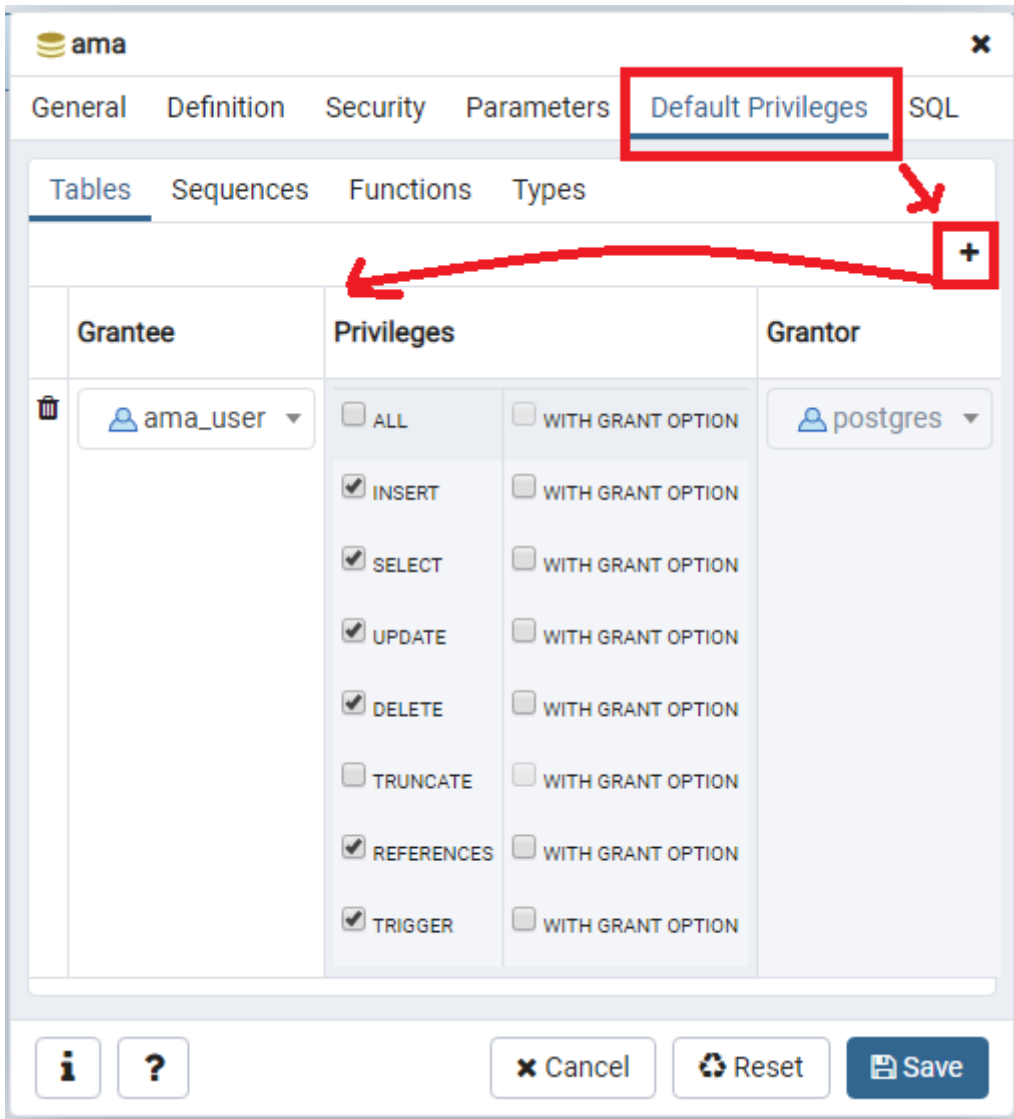 ama
General Definition Security Parameters Default Privileges SQL
Tables Sequences Functions Types
+
Grantee Privileges Grantor
ama_user ALL WITH GRANT OPTION postgres
INSERT WITH GRANT OPTION
SELECT WITH GRANT OPTION
UPDATE WITH GRANT OPTION
DELETE WITH GRANT OPTION
TRUNCATE WITH GRANT OPTION
REFERENCES WITH GRANT OPTION
TRIGGER WITH GRANT OPTION
i ? Cancel Reset Save